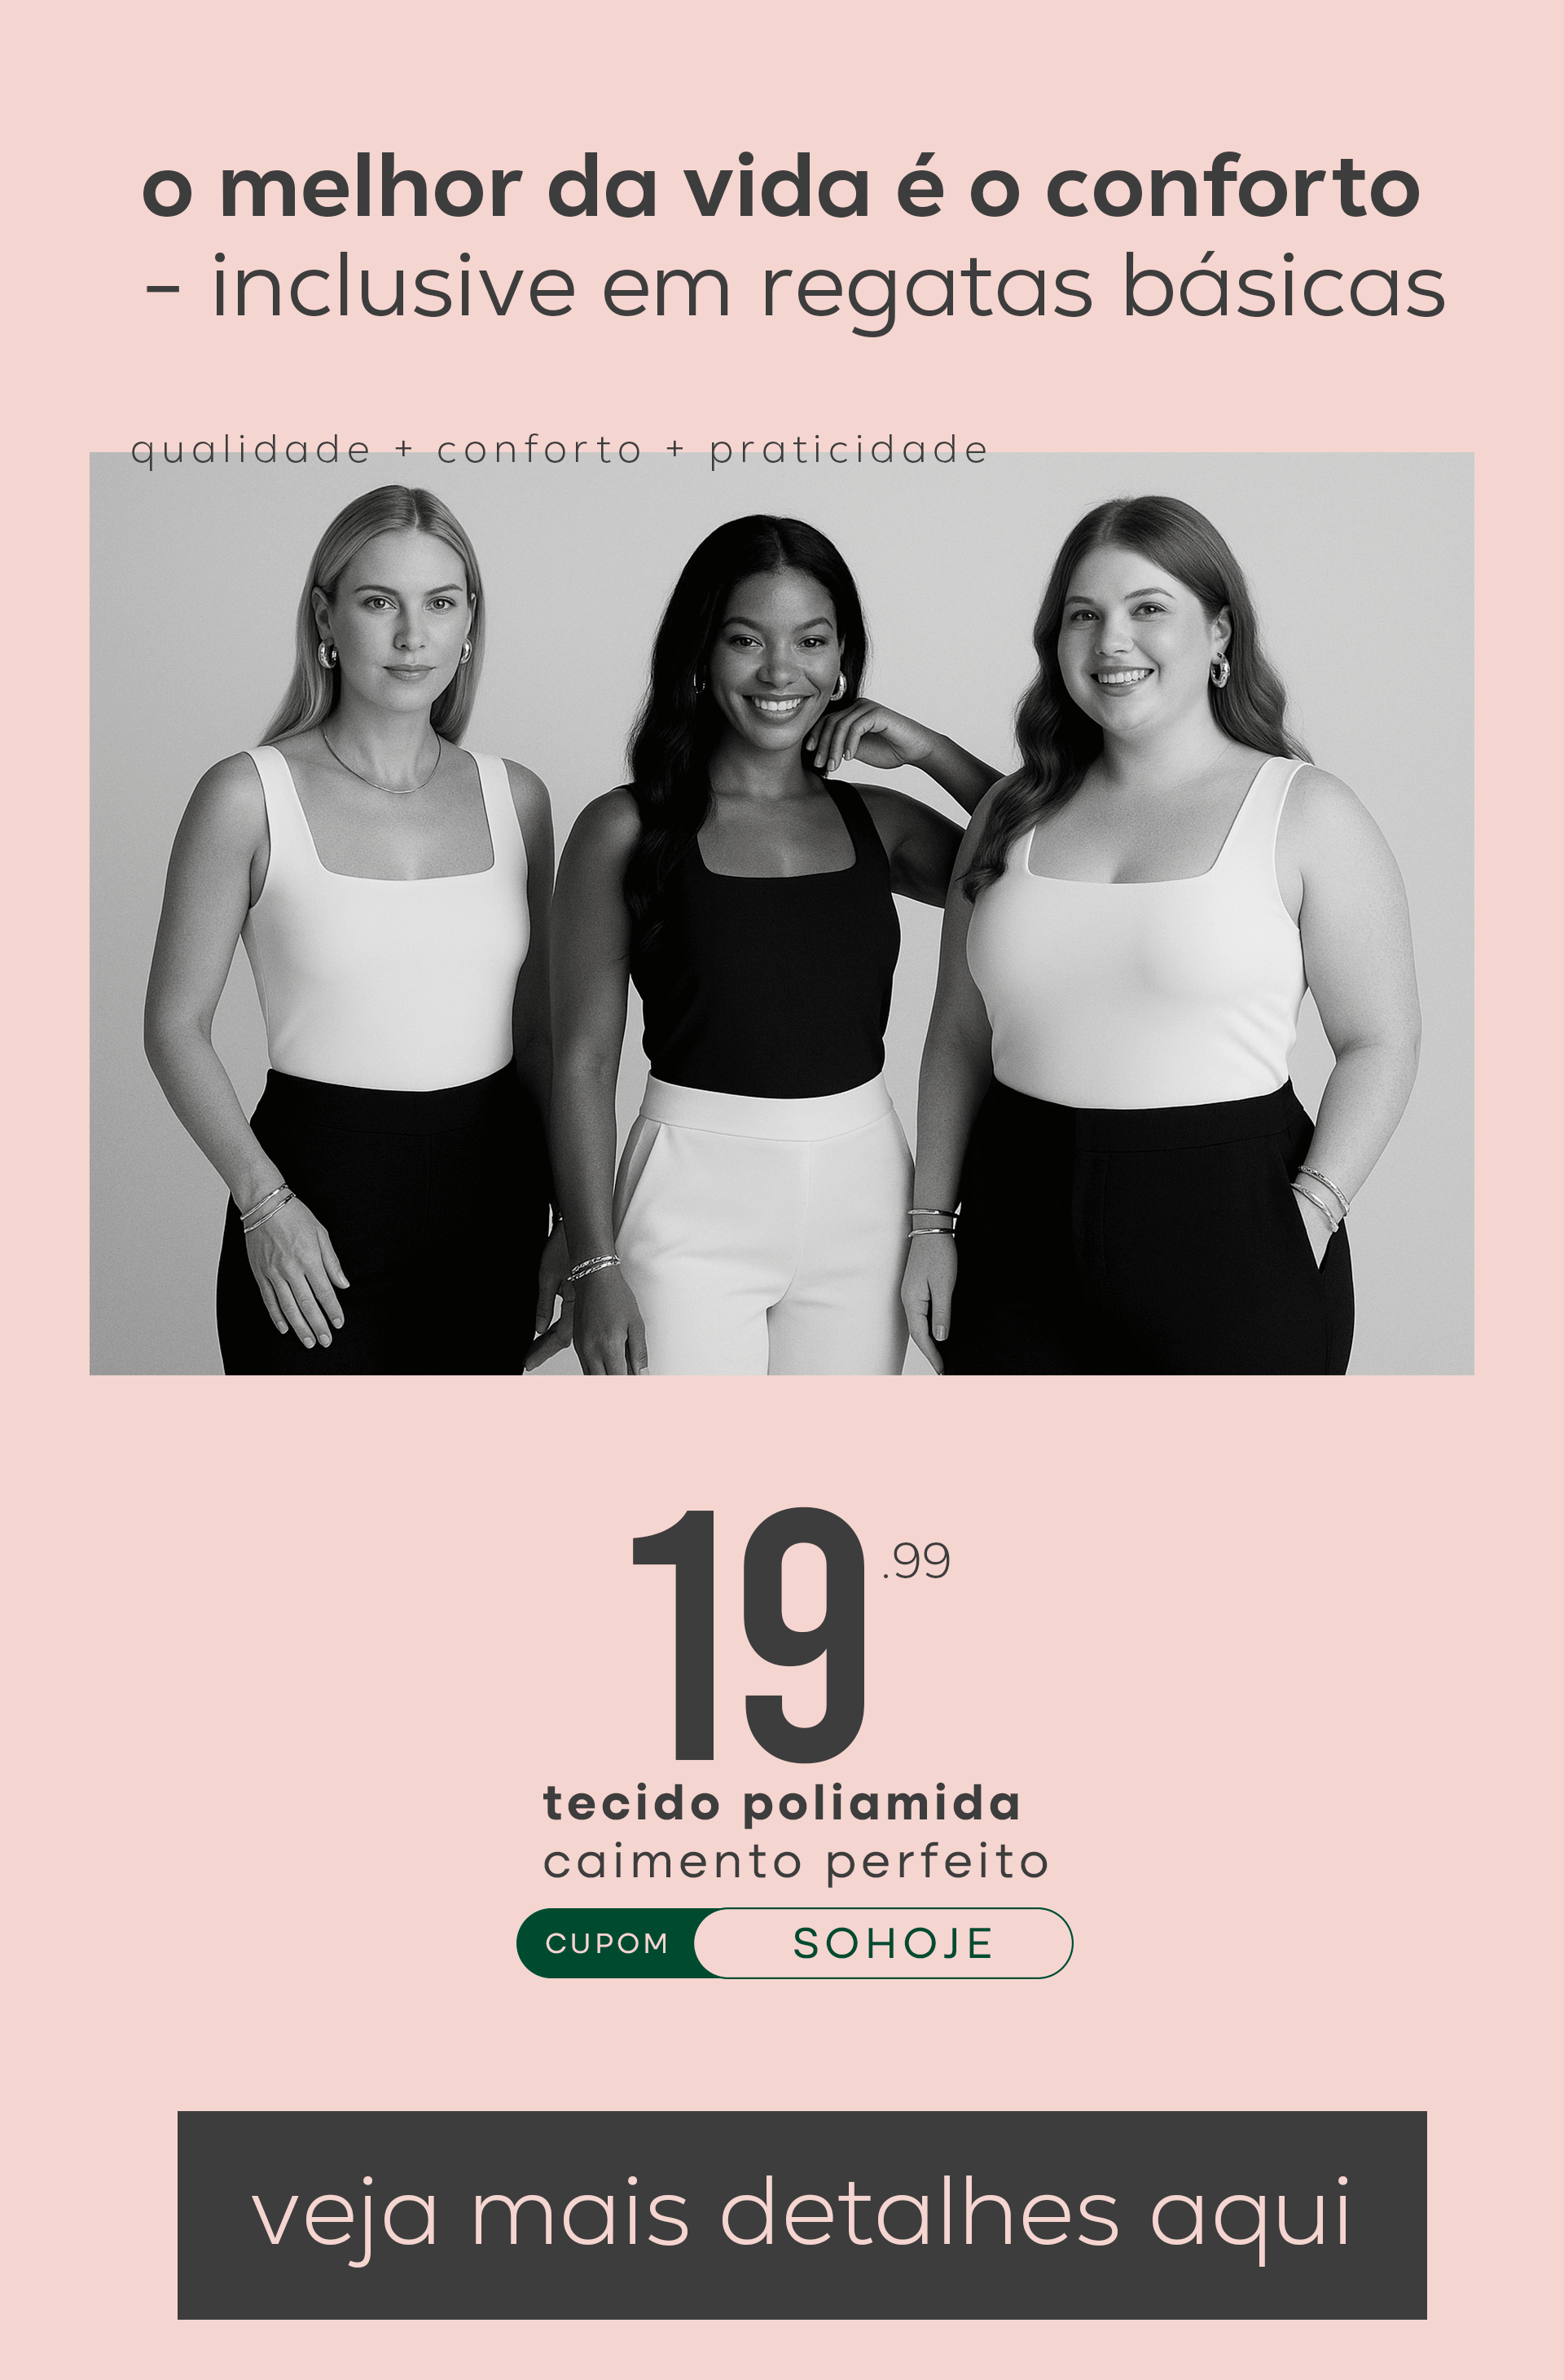 o melhor da vida é o conforto
- inclusive em regatas básicas
qualidade + conforto + praticidade
19.99
tecido poliamida
caimento perfeito
CUPOM SOHOJE
veja mais detalhes aqui